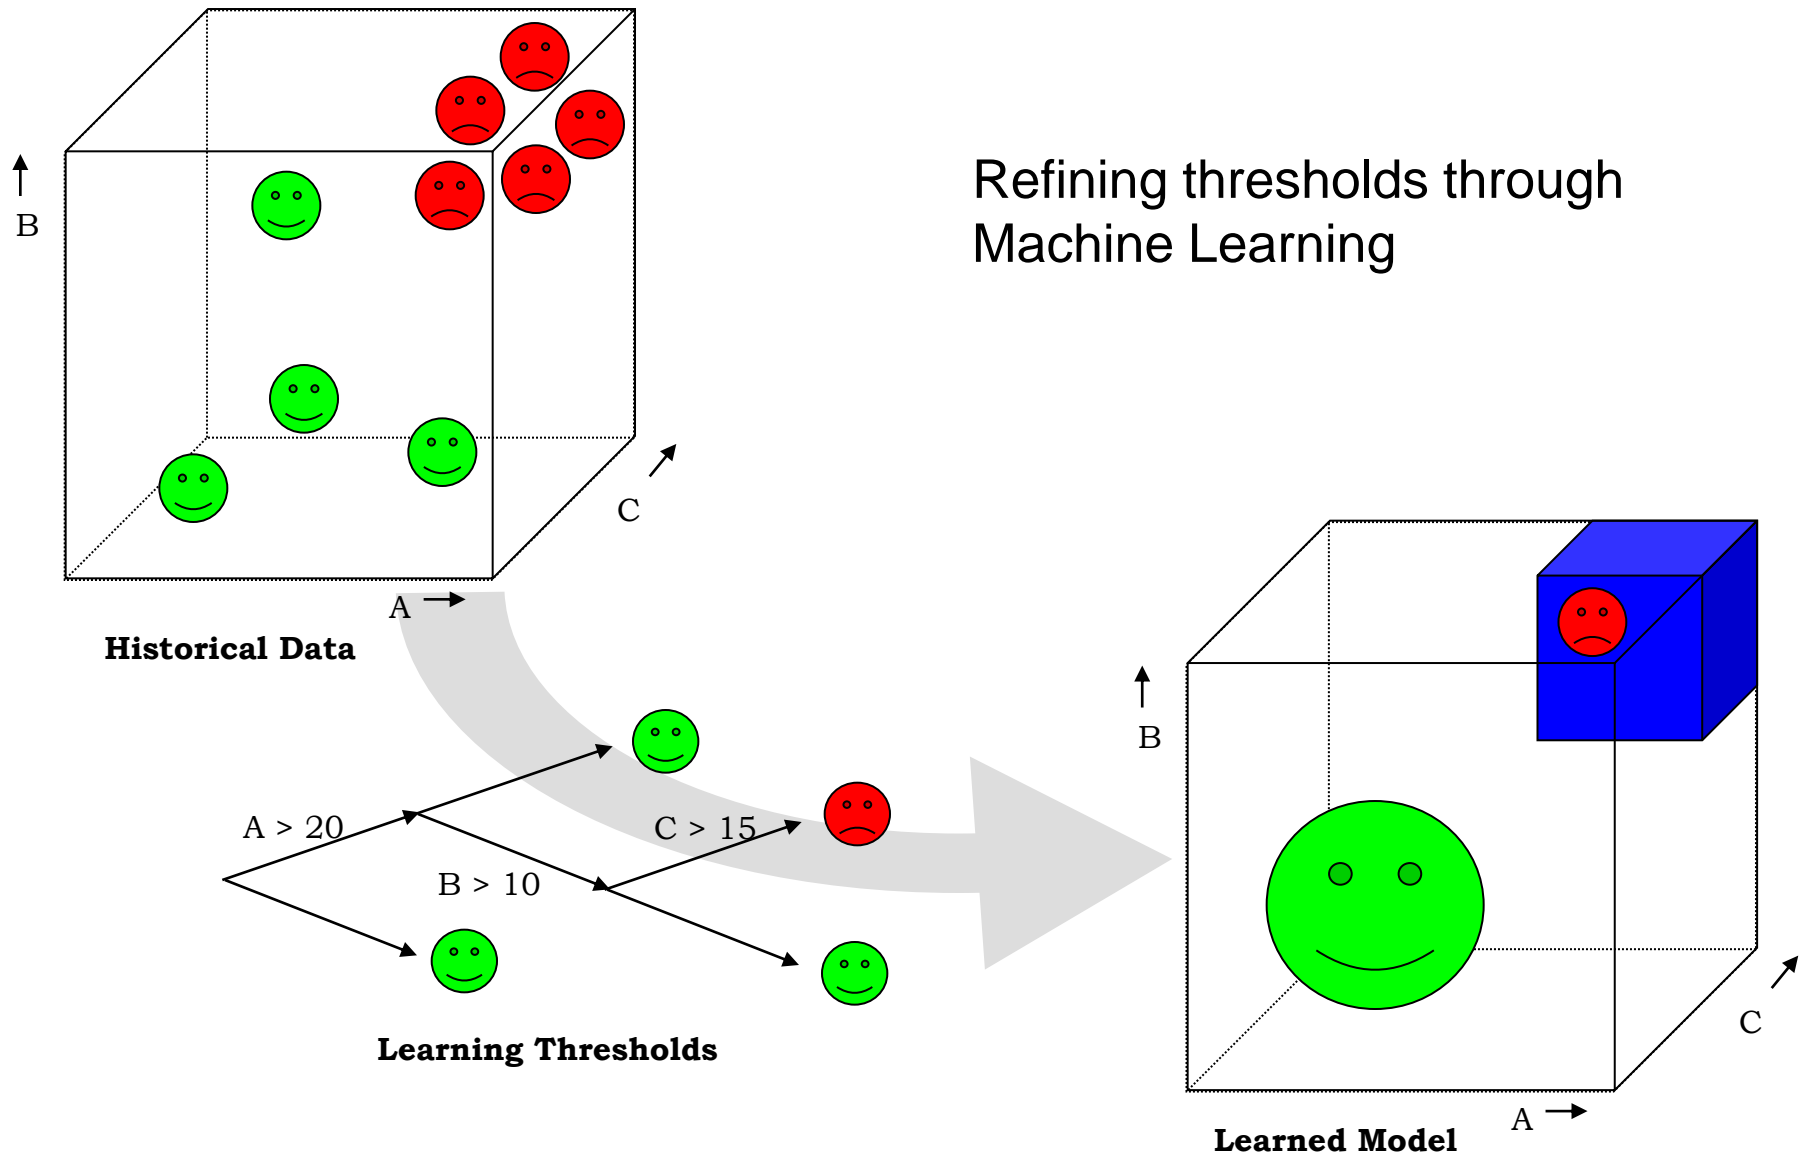 Refining thresholds through
Machine Learning
B
C
A
Historical Data
A > 20
C > 15
B > 10
Learning Thresholds
B
C
A
Learned Model